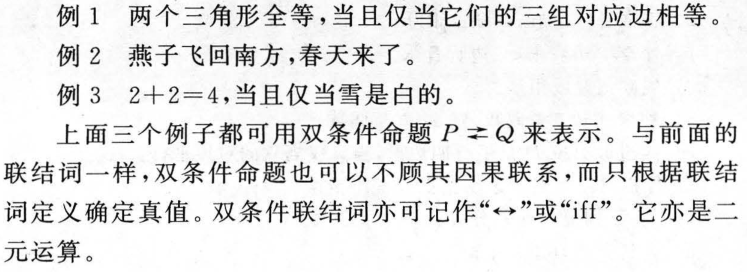 例1 两个三角形全等,当且仅当它们的三组对应边相等。
例2 燕子飞回南方,春天来了。
例3 2+2=4,当且仅当雪是白的。
上面三个例子都可用双条件命题 P ⇄ Q 来表示。与前面的
联结词一样,双条件命题也可以不顾其因果联系,而只根据联结
词定义确定真值。双条件联结词亦可记作“↔”或“iff”。它亦是二
元运算。